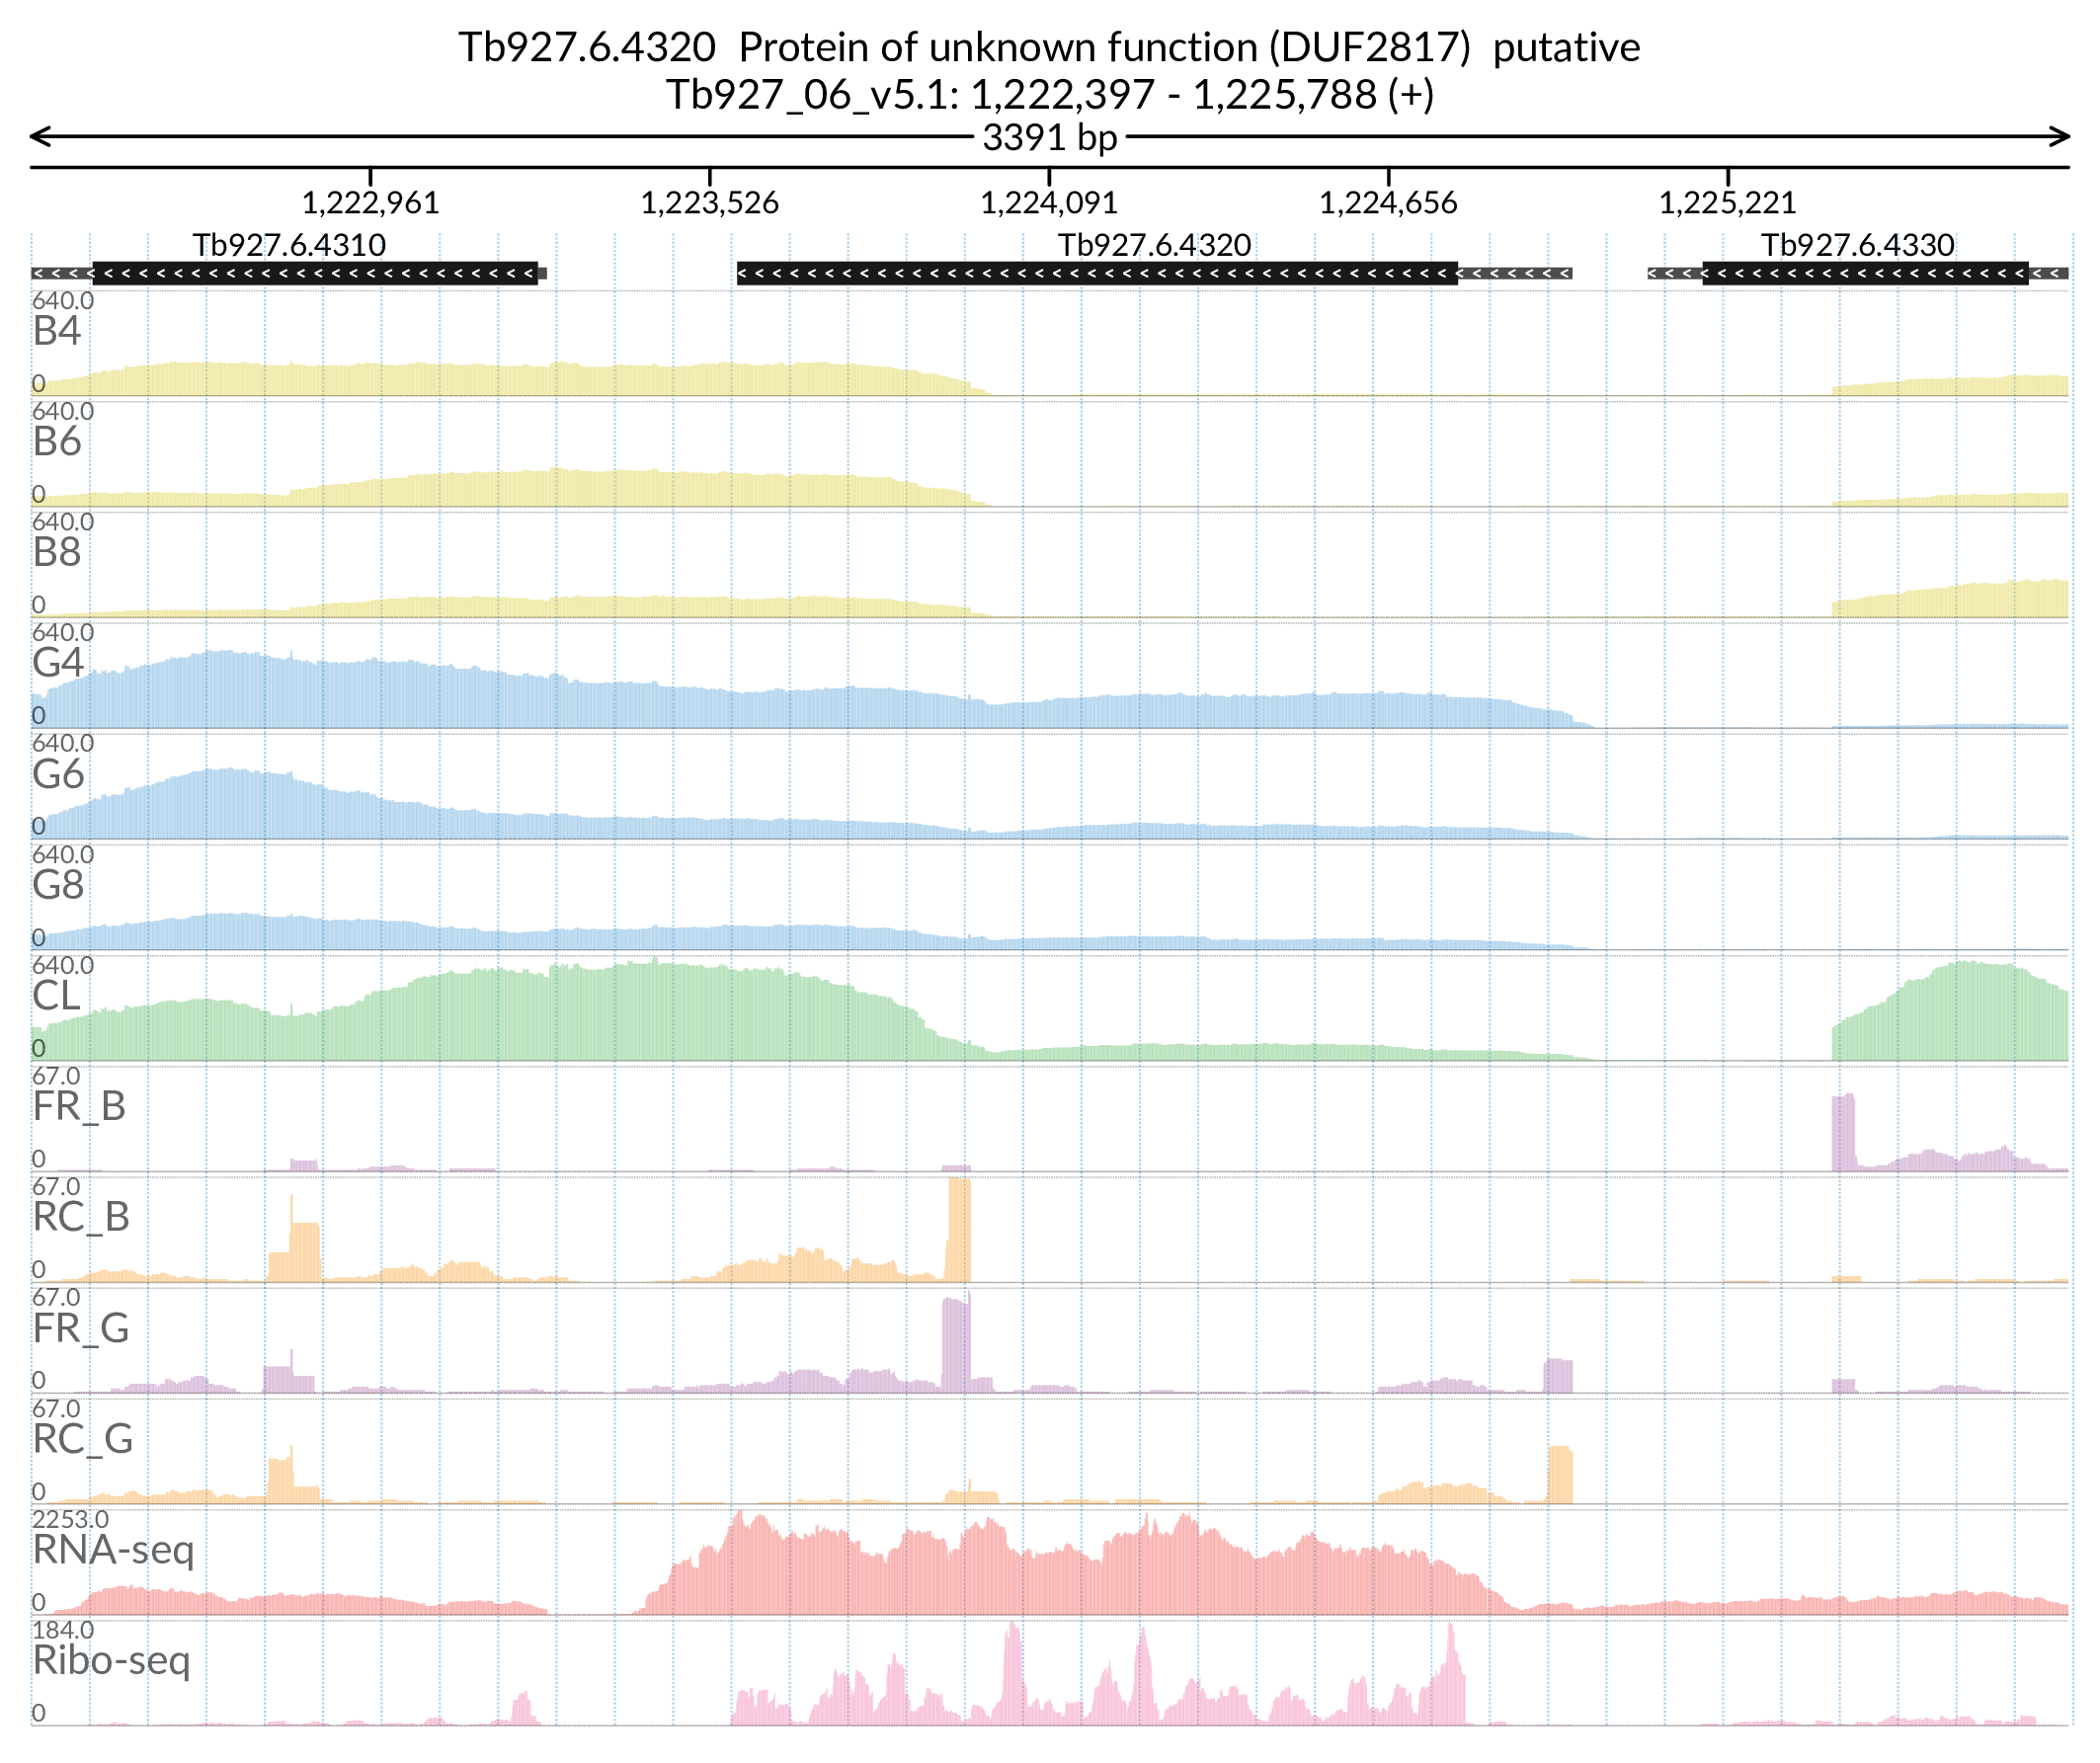 Tb927.6.4320  Protein of unknown function (DUF2817)  putative
Tb927_06_v5.1: 1,222,397 - 1,225,788 (+)
3391 bp
1,222,961 1,223,526 1,224,091 1,224,656 1,225,221
Tb927.6.4310 Tb927.6.4320 Tb927.6.4330
640.0
B4
0
640.0
B6
0
640.0
B8
0
640.0
G4
0
640.0
G6
0
640.0
G8
0
640.0
CL
0
67.0
FR_B
0
67.0
RC_B
0
67.0
FR_G
0
67.0
RC_G
0
2253.0
RNA-seq
0
184.0
Ribo-seq
0